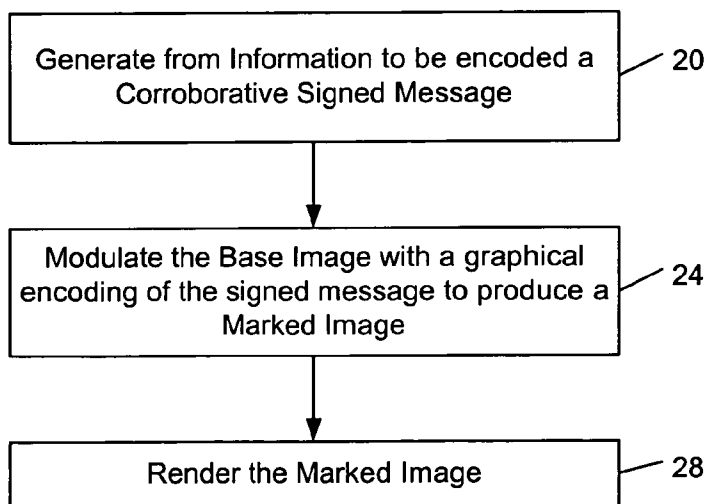 Generate from Information to be encoded a
Corroborative Signed Message
20
Modulate the Base Image with a graphical
encoding of the signed message to produce a
Marked Image
24
Render the Marked Image
28